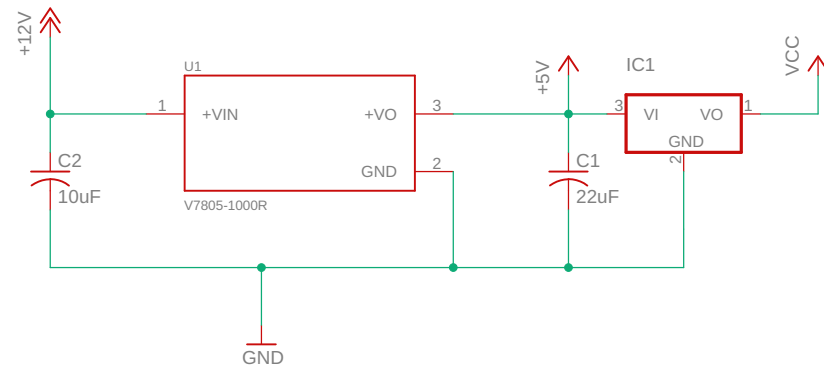 +12V
U1
1
+VIN
+VO
3
GND
2
V7805-1000R
C2
10uF
+5V
C1
22uF
IC1
3
VI
VO
1
GND
2
VCC
GND